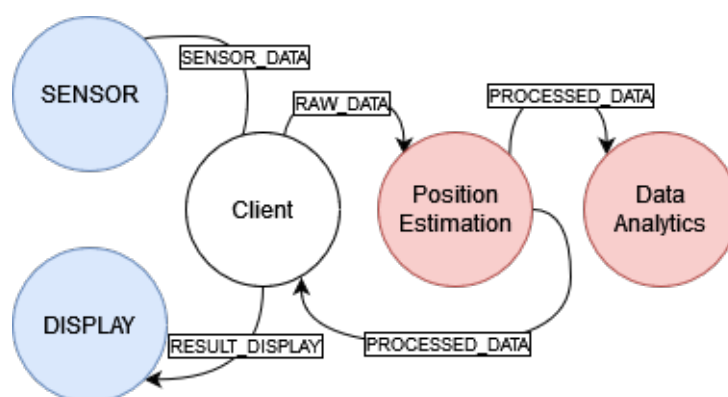 SENSOR_DATA
SENSOR
RAW_DATA
PROCESSED_DATA
Client
Position
Estimation
Data
Analytics
DISPLAY
RESULT_DISPLAY
PROCESSED_DATA